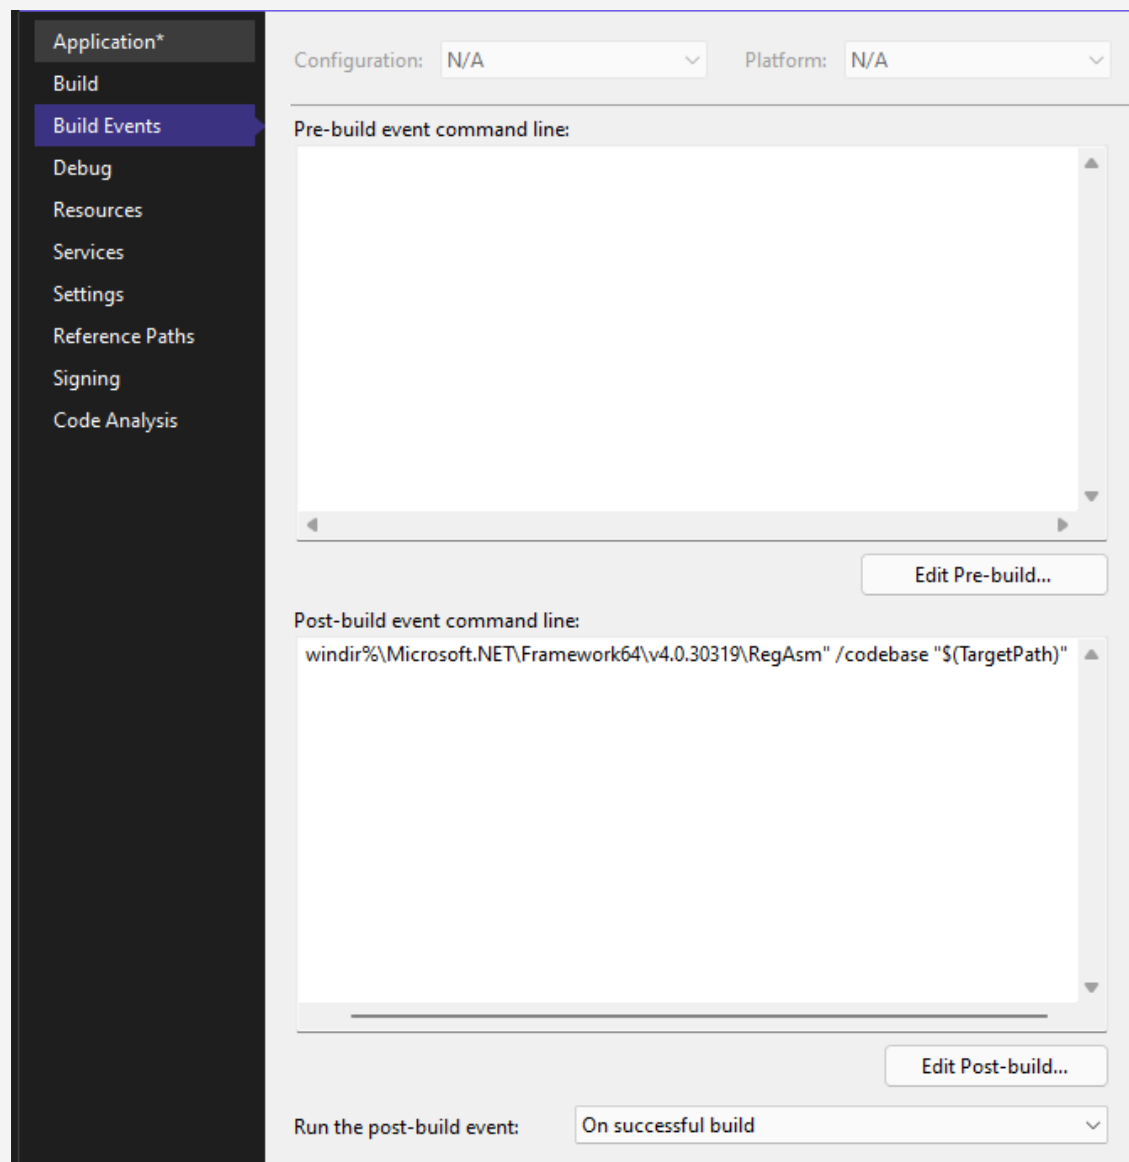 Application*
Build
Build Events
Debug
Resources
Services
Settings
Reference Paths
Signing
Code Analysis
Configuration: N/A Platform: N/A
Pre-build event command line:
Edit Pre-build...
Post-build event command line:
windir%\Microsoft.NET\Framework64\v4.0.30319\RegAsm" /codebase "$(TargetPath)"
Edit Post-build...
Run the post-build event: On successful build